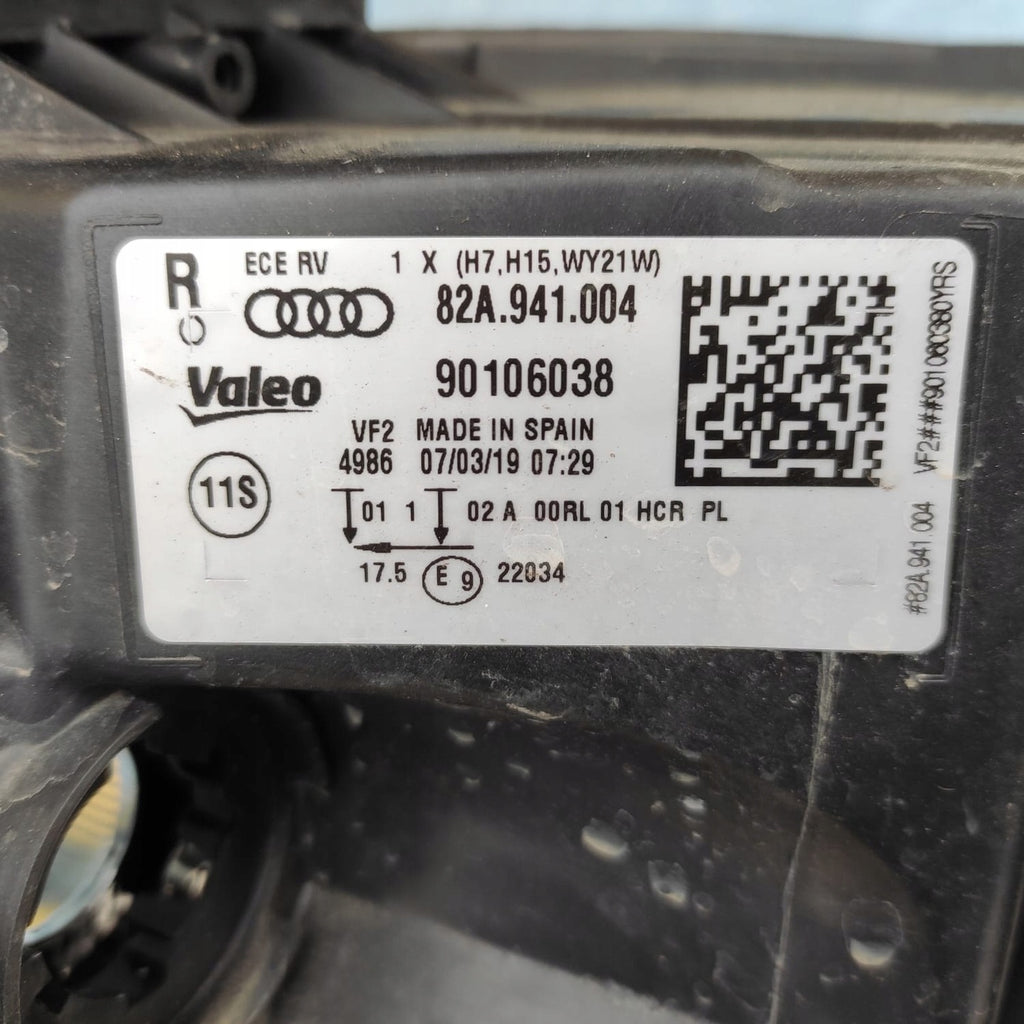 R ECE RV 1 X (H7,H15,WY21W)
C
82A.941.004
Valeo 90106038
VF2 MADE IN SPAIN
4986 07/03/19 07:29
11S
01 1 02 A 00RL 01 HCR PL
17.5 E 9 22034
#82A.941.004 VF2###901080380YRS